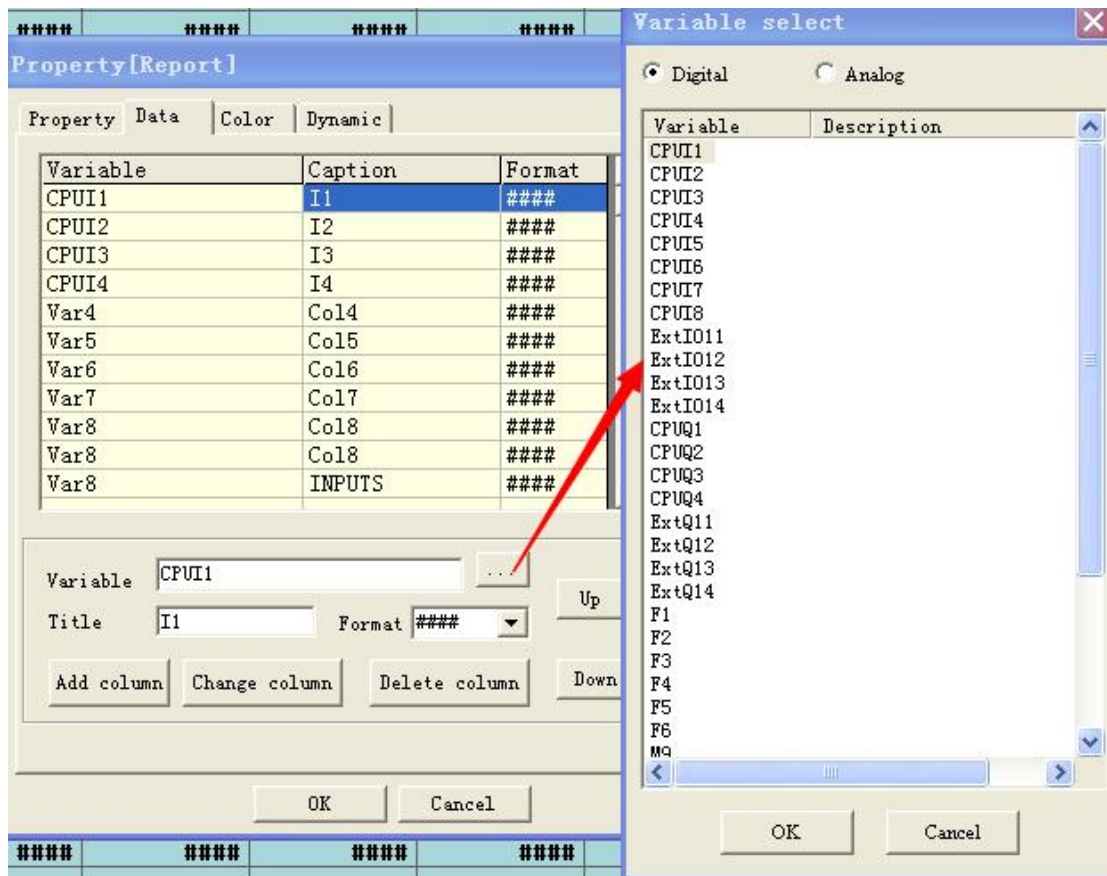 #### #### #### ####
Property[Report]
Property Data Color Dynamic
Variable Caption Format
CPUI1 I1 ####
CPUI2 I2 ####
CPUI3 I3 ####
CPUI4 I4 ####
Var4 Col4 ####
Var5 Col5 ####
Var6 Col6 ####
Var7 Col7 ####
Var8 Col8 ####
Var8 Col8 ####
Var8 INPUTS ####
Variable CPUI1 ...
Up
Title I1 Format ####
Add column Change column Delete column Down
OK Cancel
#### #### #### ####
Variable select
Digital Analog
Variable Description
CPUI1
CPUI2
CPUI3
CPUI4
CPUI5
CPUI6
CPUI7
CPUI8
ExtIO11
ExtIO12
ExtIO13
ExtIO14
CPUQ1
CPUQ2
CPUQ3
CPUQ4
ExtQ11
ExtQ12
ExtQ13
ExtQ14
F1
F2
F3
F4
F5
F6
OK Cancel